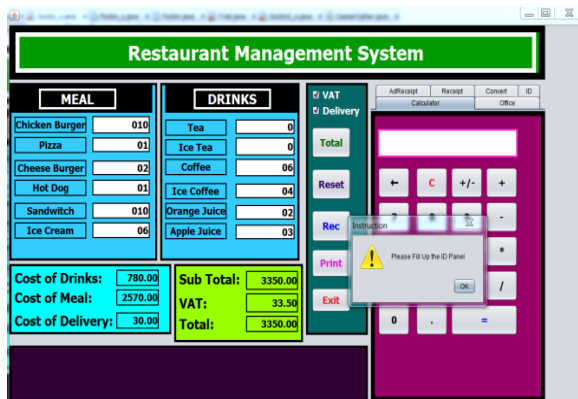 Restaurant Management System
MEAL
Chicken Burger 010
Pizza 01
Cheese Burger 02
Hot Dog 01
Sandwitch 010
Ice Cream 06
DRINKS
Tea 0
Ice Tea 0
Coffee 06
Ice Coffee 04
Orange Juice 02
Apple Juice 03
VAT
Delivery
Total
Reset
Rec
Print
Exit
AdReceipt Receipt Convert ID
Calculator Office
← C +/- +
-
*
/
0 . =
Instruction
Please Fill Up the ID Panel
OK
Cost of Drinks: 780.00
Cost of Meal: 2570.00
Cost of Delivery: 30.00
Sub Total: 3350.00
VAT: 33.50
Total: 3350.00